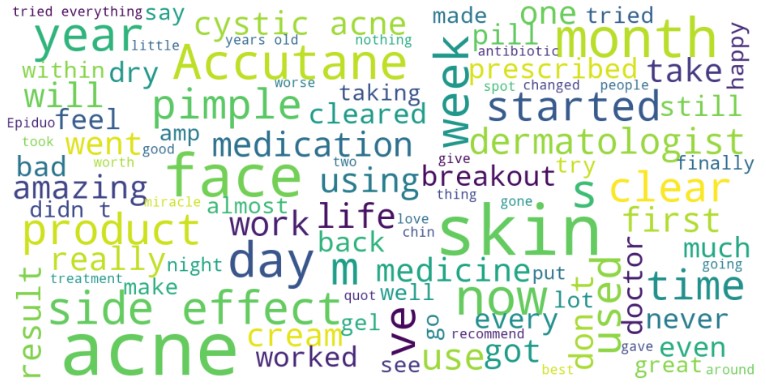 tried everything
say
year
little
cystic acne
years old
nothing
made
one
tried
pill
antibiotic
month
happy
worse
Accutane
within
dry
will
pimple
taking
cleared
week
prescribed
take
spot
changed
people
started
still
Epiduo
feel
took
went
good
amp
medication
dermatologist
bad
worth
face
two
using
give
breakout
try
finally
amazing
thing
s
clear
didn t
miracle
almost
product
work
life
love
chin
gone
skin
first
really
night
day
back
m
medicine
put
now
don t
used
doctor
much
going
time
result
treatment
make
side effect
quot
well
gel
ve
go
every
lot
never
acne
cream
worked
see
use
recommend
got
best
gave
even
great
around